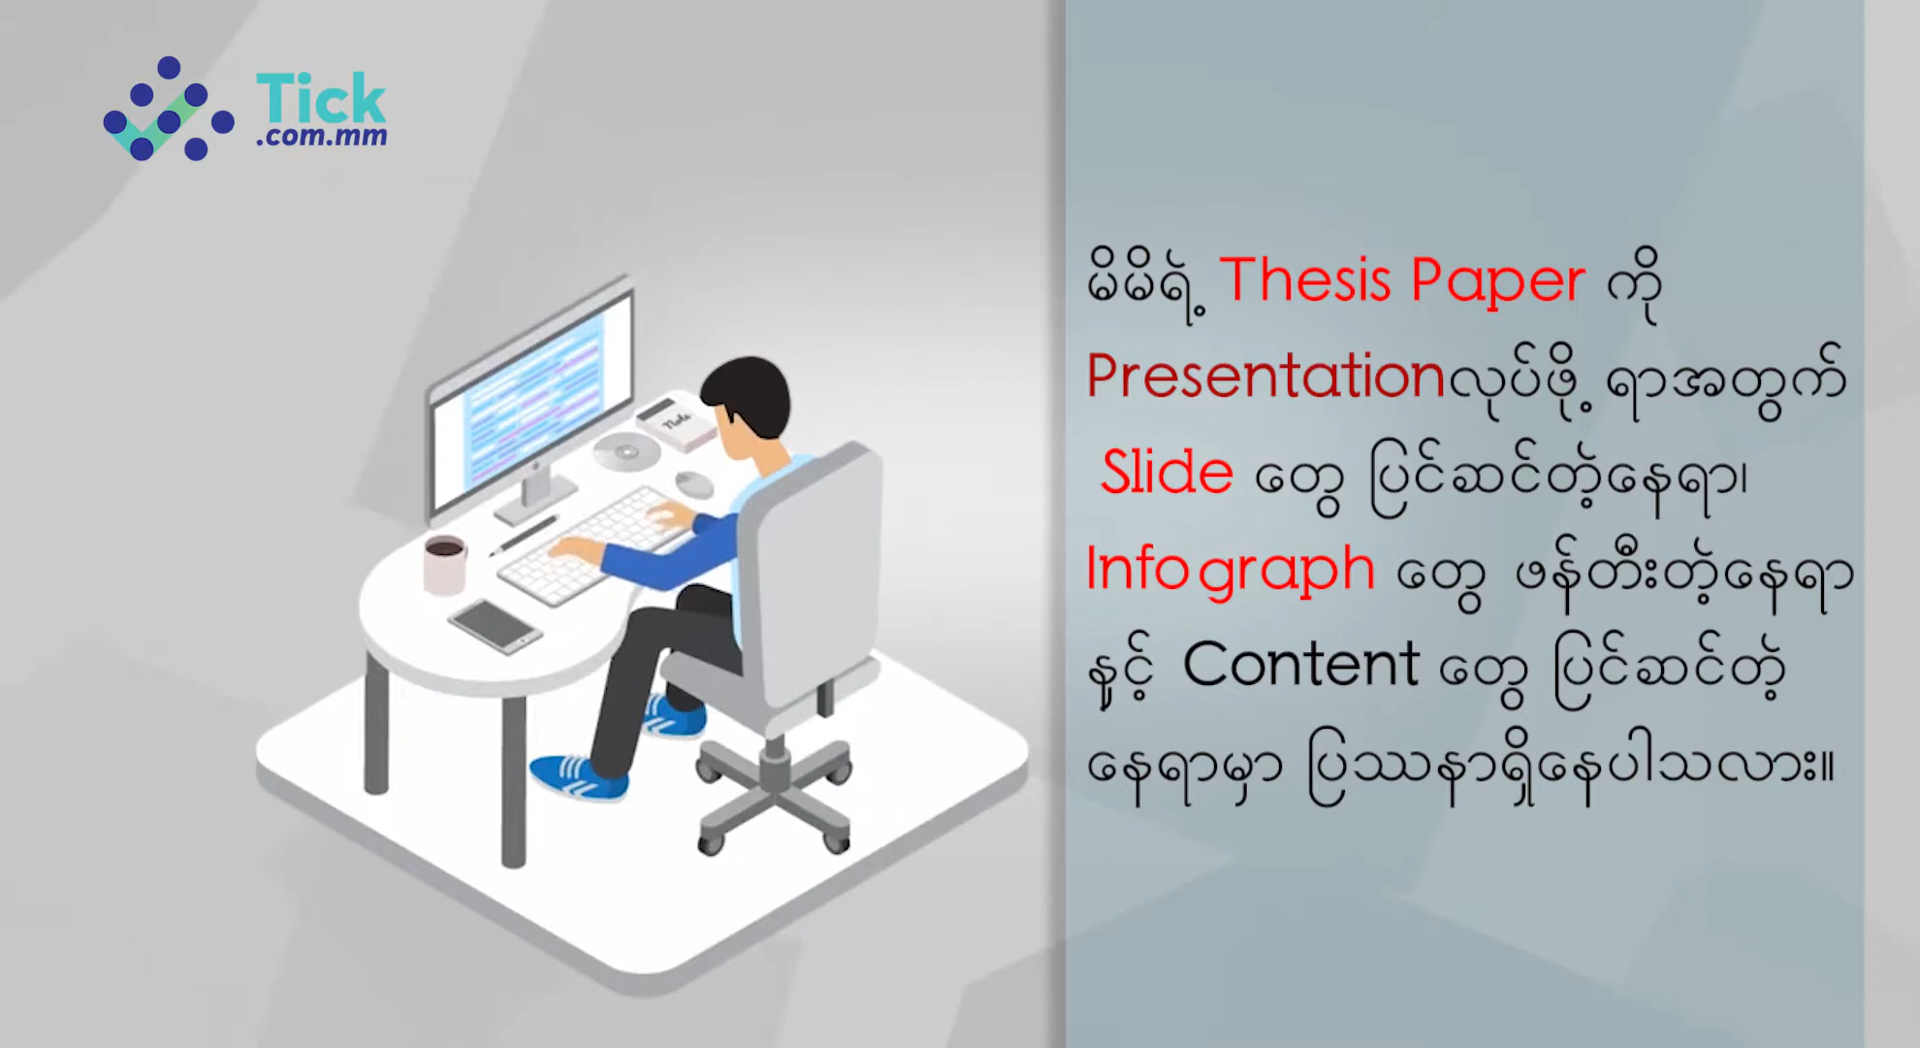 Tick
.com.mm
မိမိရဲ့ Thesis Paper ကို
Presentationလုပ်ဖို့ ရာအတွက်
Slide တွေ ပြင်ဆင်တဲ့နေရာ၊
Infograph တွေ ဖန်တီးတဲ့နေရာ
နှင့် Content တွေ ပြင်ဆင်တဲ့
နေရာမှာ ပြဿနာရှိနေပါသလား။
Note